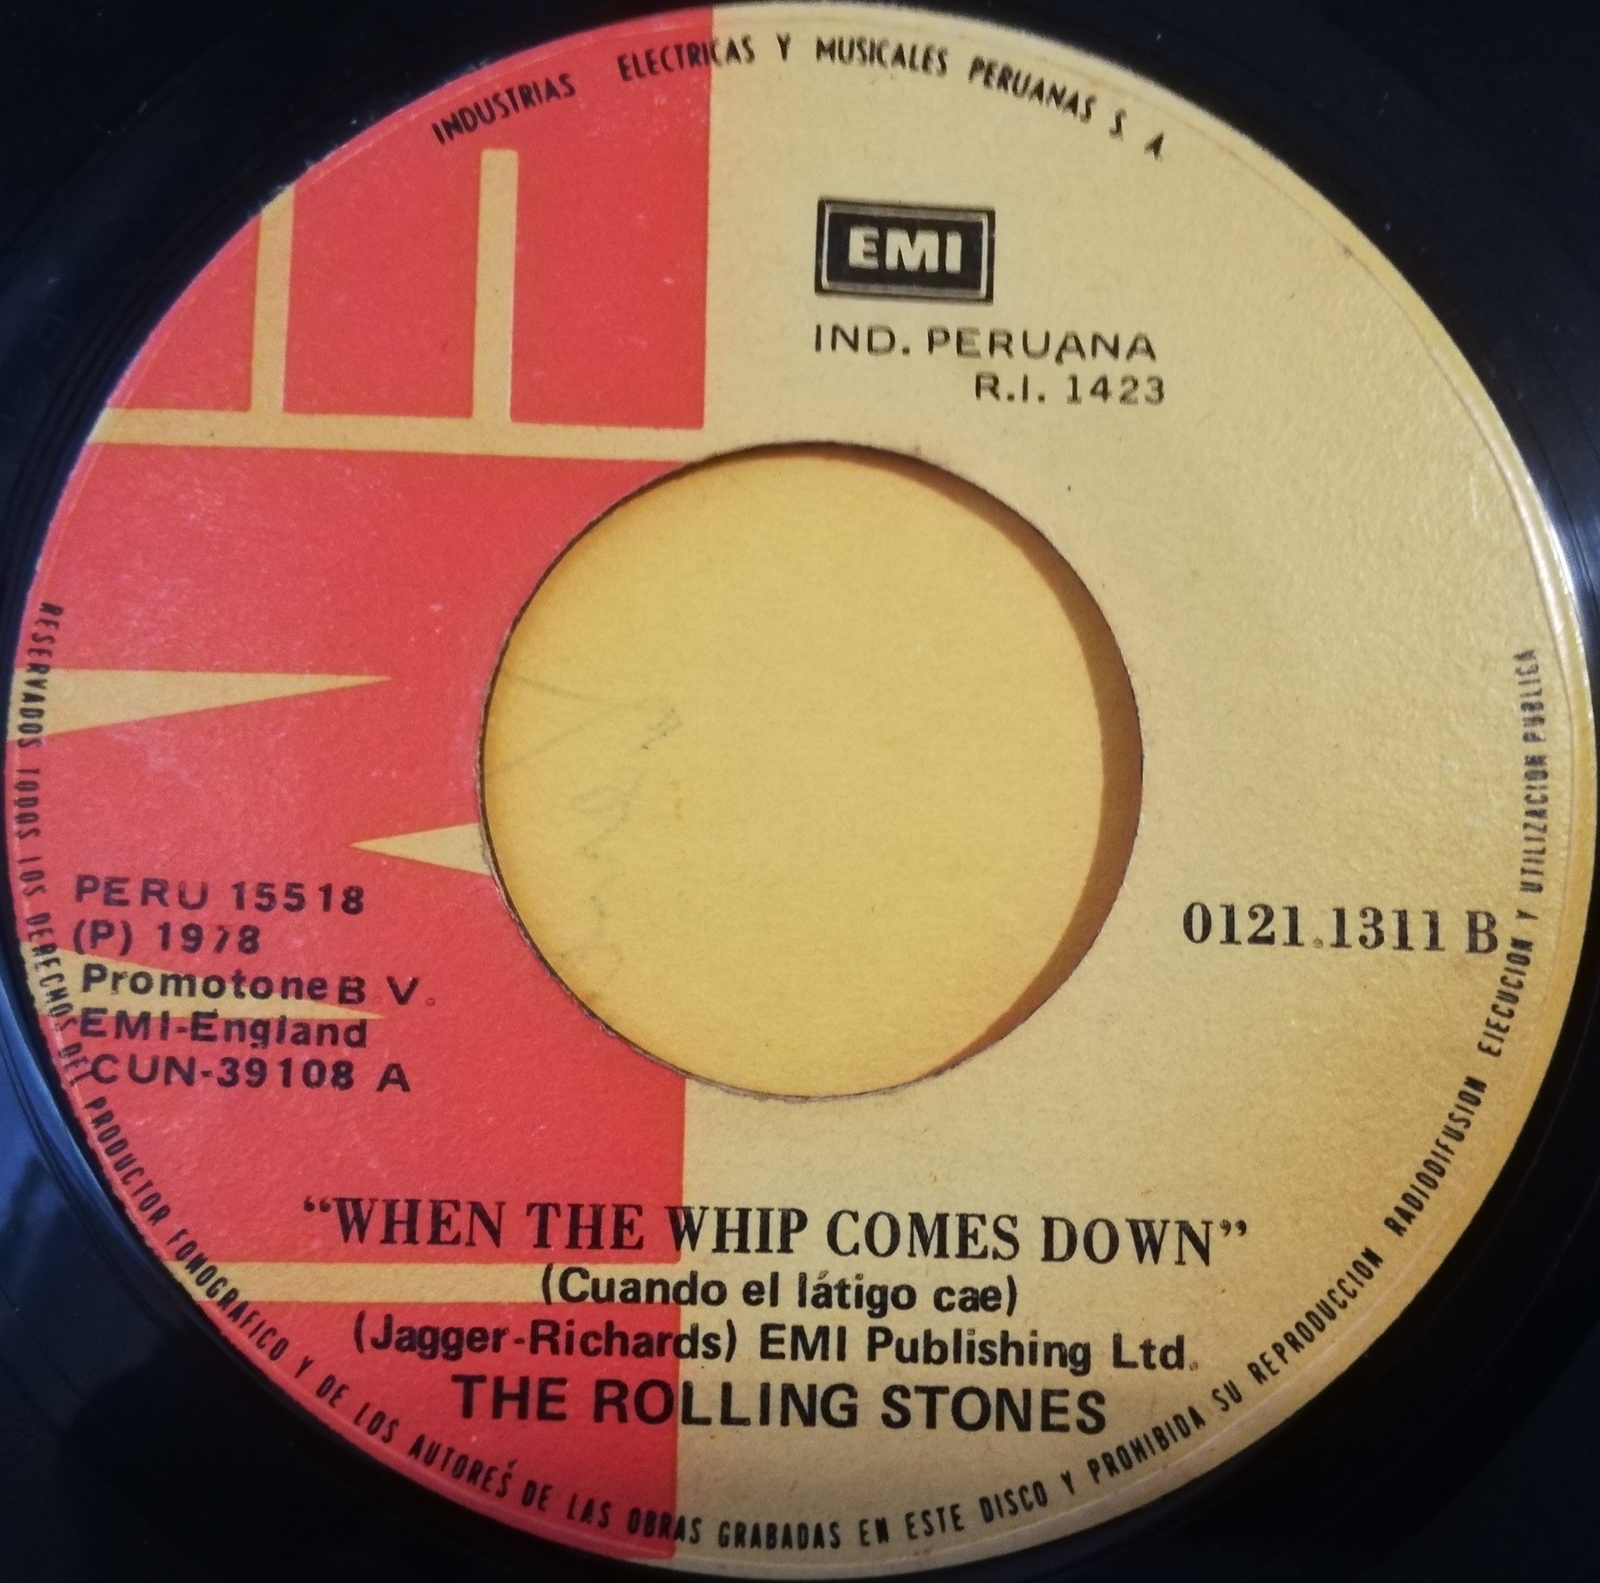 INDUSTRIAS ELECTRICAS Y MUSICALES PERUANAS S. A.
EMI
IND. PERUANA
R.I. 1423
PERU 15518
(P) 1978
Promotone B V.
EMI-England
CUN-39108 A
0121.1311 B
“WHEN THE WHIP COMES DOWN”
(Cuando el látigo cae)
(Jagger-Richards) EMI Publishing Ltd.
THE ROLLING STONES
RESERVADOS TODOS LOS DERECHOS DEL PRODUCTOR FONOGRAFICO Y DE LOS AUTORES DE LAS OBRAS GRABADAS EN ESTE DISCO Y PROHIBIDA SU REPRODUCCION RADIODIFUSION EJECUCION Y UTILIZACION PUBLICA